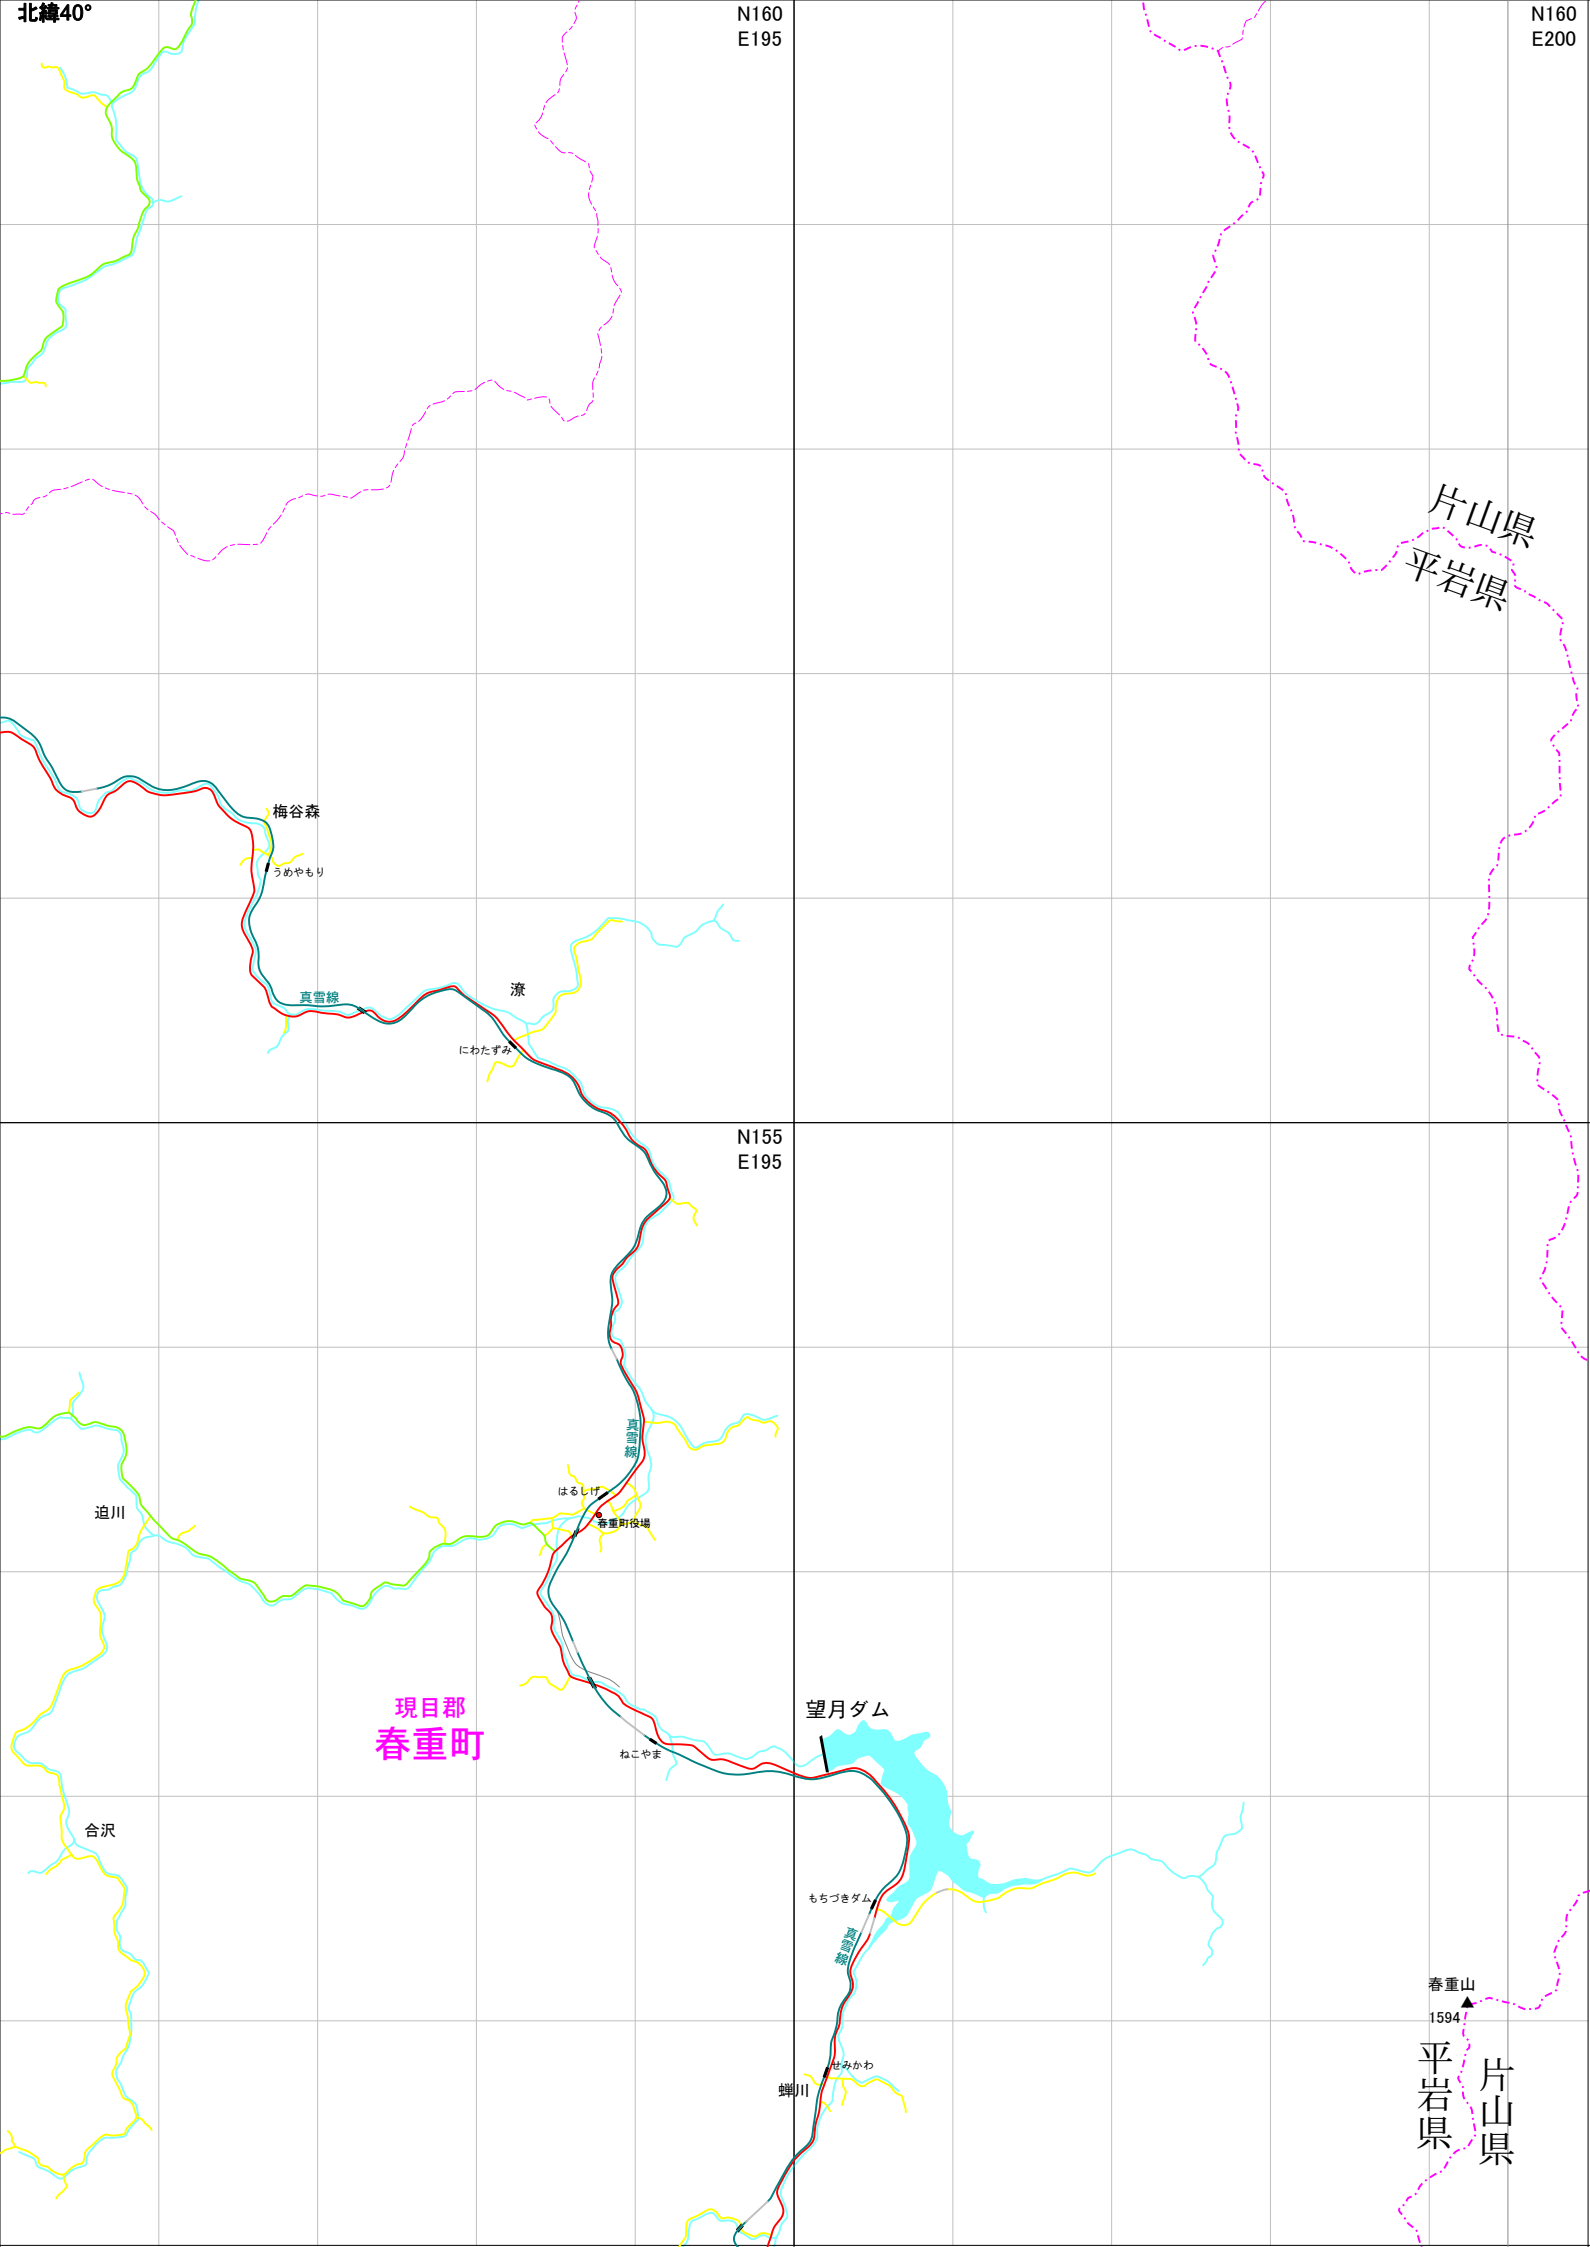 北緯40°
N160
E195
N160
E200
片山県
平岩県
梅谷森
うめやもり
真雪線
潦
にわたずみ
N155
E195
真雪線
はるしげ
春重町役場
迫川
現目郡
春重町
望月ダム
ねこやま
合沢
もちづきダム
真雪線
春重山
1594
平岩県
片山県
せみかわ
蝉川